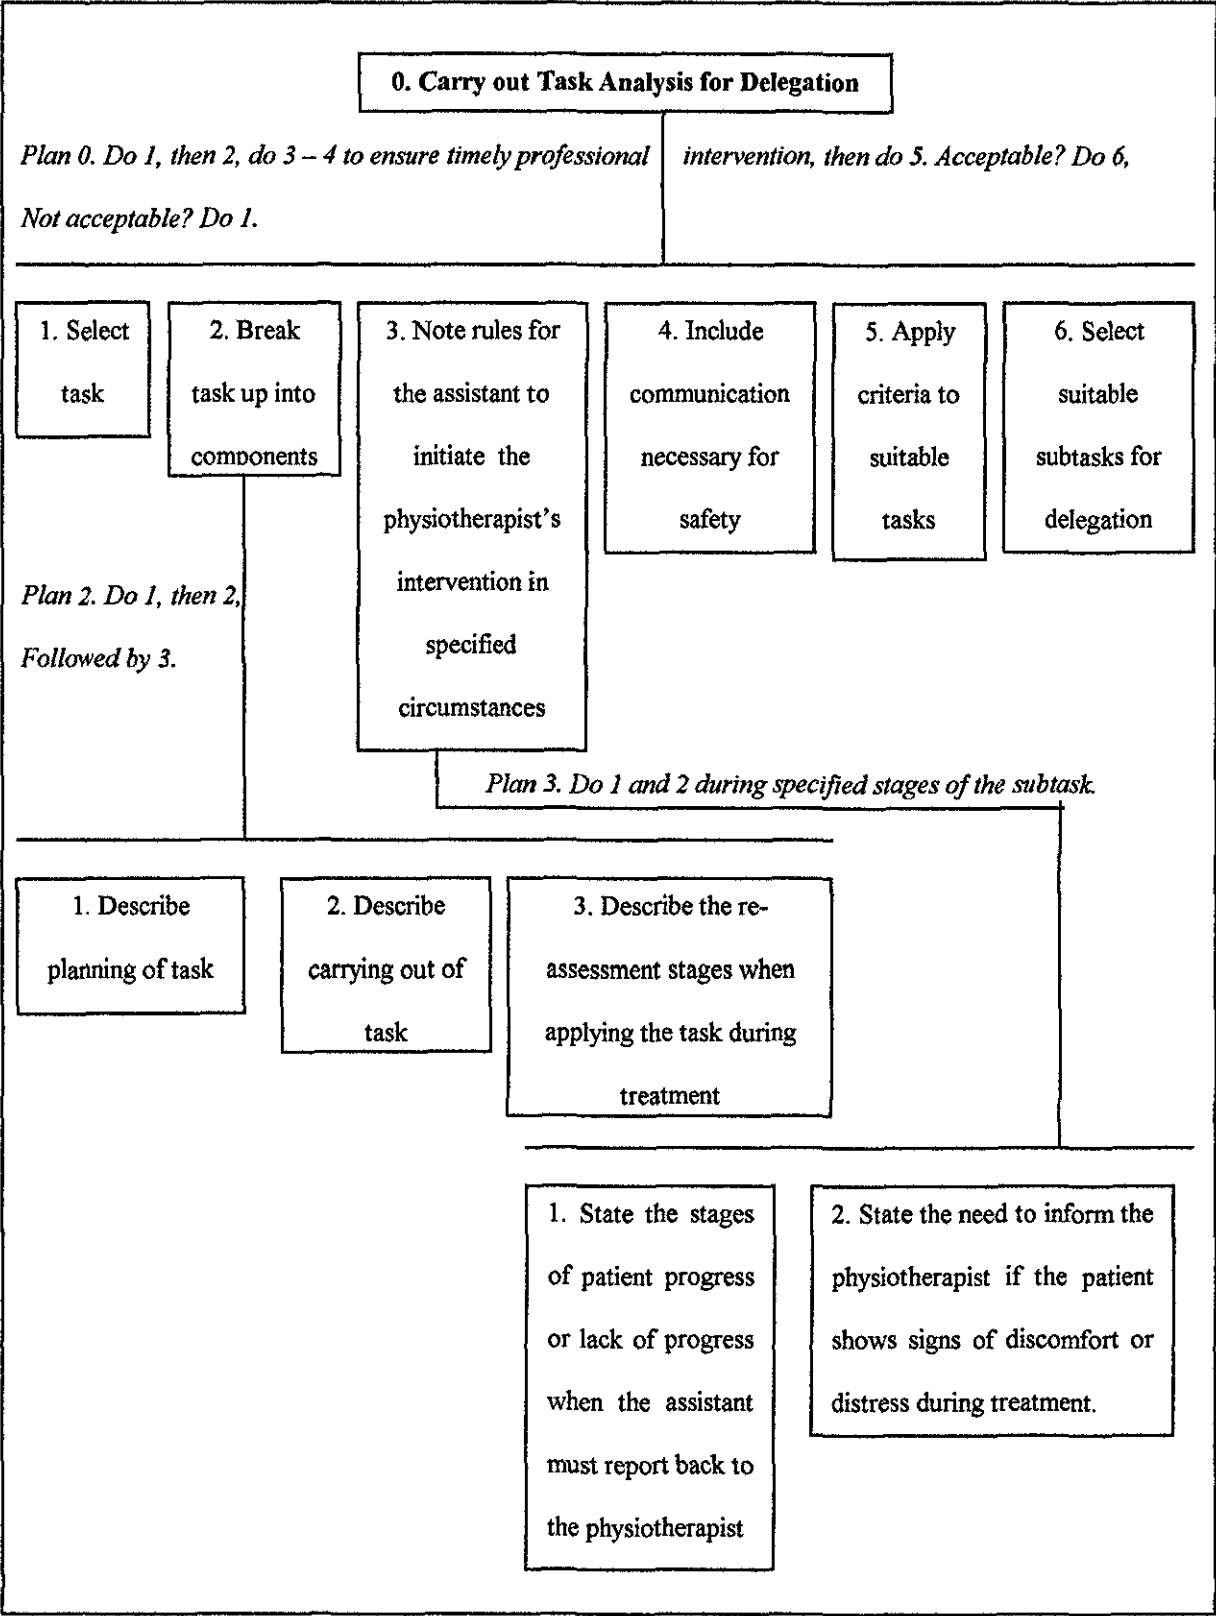 0. Carry out Task Analysis for Delegation
Plan 0. Do 1, then 2, do 3 – 4 to ensure timely professional intervention, then do 5. Acceptable? Do 6,
Not acceptable? Do 1.
1. Select
task
2. Break
task up into
components
3. Note rules for
the assistant to
initiate the
physiotherapist's
intervention in
specified
circumstances
4. Include
communication
necessary for
safety
5. Apply
criteria to
suitable
tasks
6. Select
suitable
subtasks for
delegation
Plan 2. Do 1, then 2,
Followed by 3.
Plan 3. Do 1 and 2 during specified stages of the subtask.
1. Describe
planning of task
2. Describe
carrying out of
task
3. Describe the re-
assessment stages when
applying the task during
treatment
1. State the stages
of patient progress
or lack of progress
when the assistant
must report back to
the physiotherapist
2. State the need to inform the
physiotherapist if the patient
shows signs of discomfort or
distress during treatment.